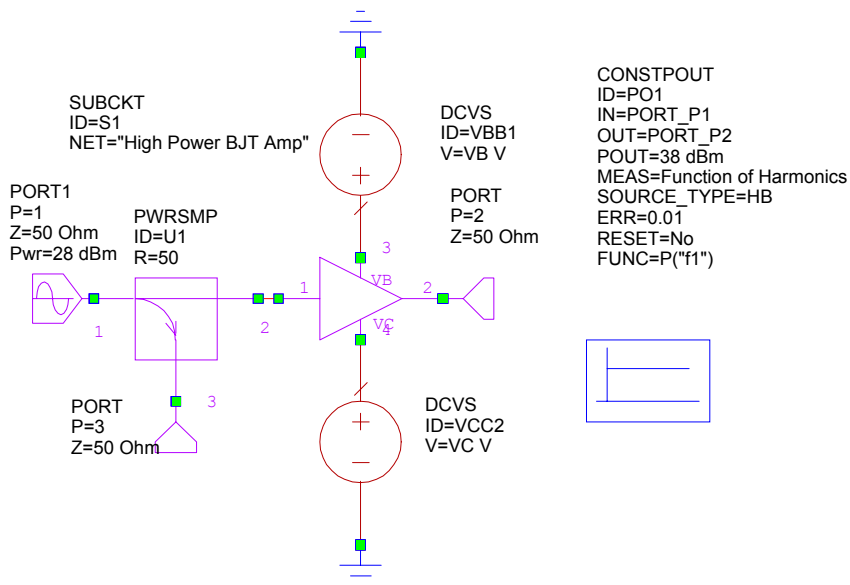 SUBCKT
ID=S1
NET="High Power BJT Amp"
DCVS
ID=VBB1
V=VB V
CONSTPOUT
ID=PO1
IN=PORT_P1
OUT=PORT_P2
POUT=38 dBm
MEAS=Function of Harmonics
SOURCE_TYPE=HB
ERR=0.01
RESET=No
FUNC=P("f1")
PORT1
P=1
Z=50 Ohm
Pwr=28 dBm
PWRSMP
ID=U1
R=50
PORT
P=2
Z=50 Ohm
3
VB
1
2
1
2
VC
4
3
PORT
P=3
Z=50 Ohm
DCVS
ID=VCC2
V=VC V